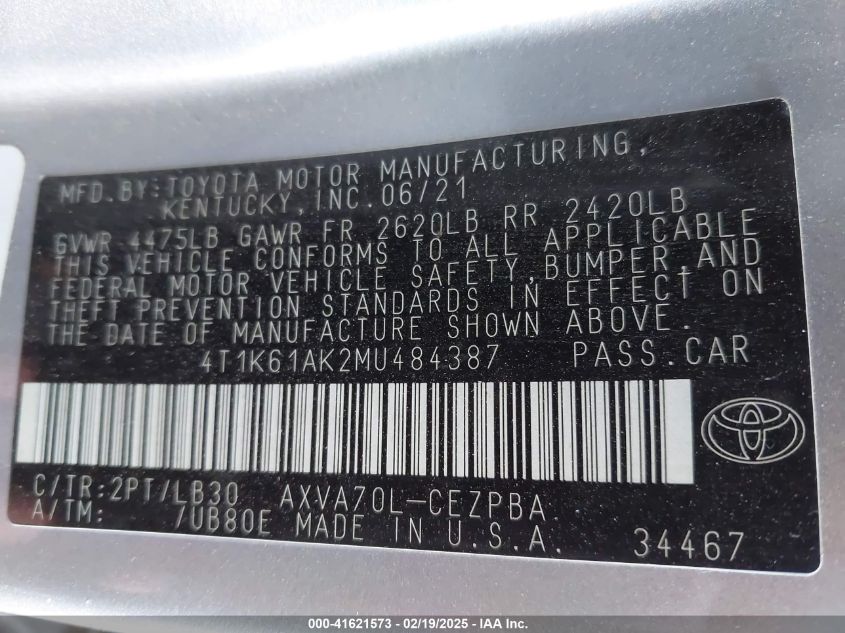 MFD.BY:TOYOTA MOTOR MANUFACTURING,
KENTUCKY,INC.06/21
GVWR 4475LB GAWR FR 2620LB RR 2420LB
THIS VEHICLE CONFORMS TO ALL APPLICABLE
FEDERAL MOTOR VEHICLE SAFETY,BUMPER,AND
THEFT PREVENTION STANDARDS IN EFFECT ON
THE DATE OF MANUFACTURE SHOWN ABOVE.
4T1K61AK2MU484387 PASS.CAR
C/TR:2PT/LB30 AXVA70L-CEZPBA
A/TM: /UB80E MADE IN U.S.A. 34467
000-41621573 - 02/19/2025 - IAA Inc.